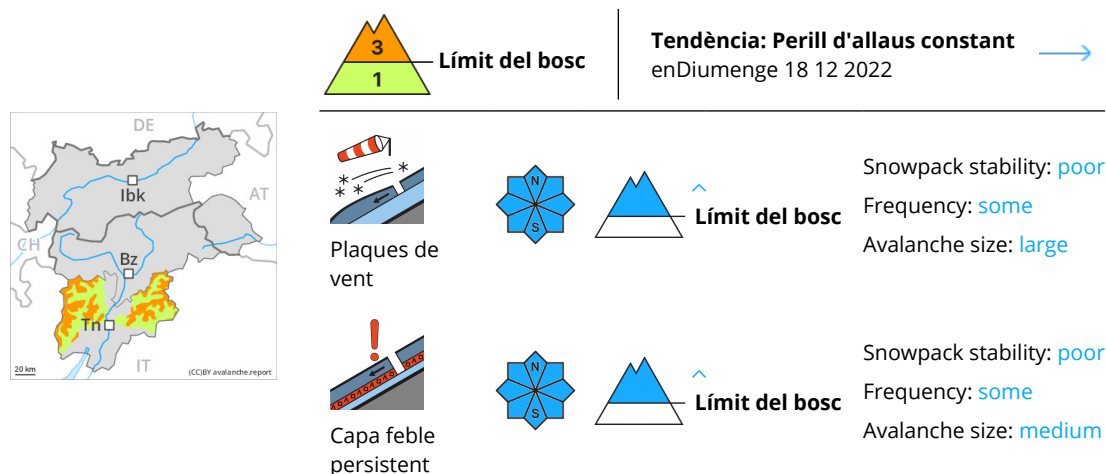 3
1
Límit del bosc
Tendència: Perill d'allaus constant
enDiumenge 18 12 2022
DE
Ibk
AT
CH
Bz
Tn
IT
20 km
(CC)BY avalanche.report
Plaques de
vent
N
S
Límit del bosc
Snowpack stability: poor
Frequency: some
Avalanche size: large
Capa feble
persistent
N
S
Límit del bosc
Snowpack stability: poor
Frequency: some
Avalanche size: medium